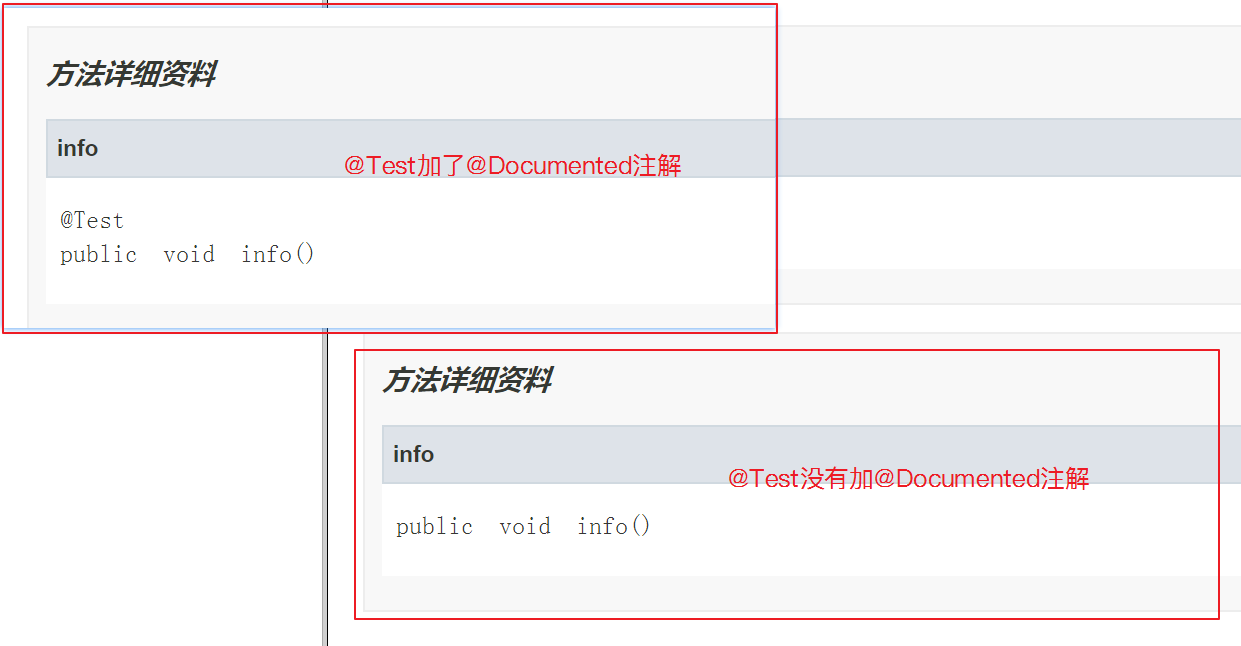 方法详细资料
info
@Test加了@Documented注解
@Test
public void info()
方法详细资料
info
@Test没有加@Documented注解
public void info()